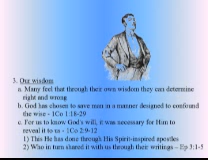 3. Our wisdom
a. Many feel that through their own wisdom they can determine
right and wrong
b. God has chosen to save man in a manner designed to confound
the wise - 1Co 1:18-29
c. For us to know God's will, it was necessary for Him to
reveal it to us - 1Co 2:9-12
1) This He has done through His Spirit-inspired apostles
2) Who in turn shared it with us through their writings -- Ep 3:1-5